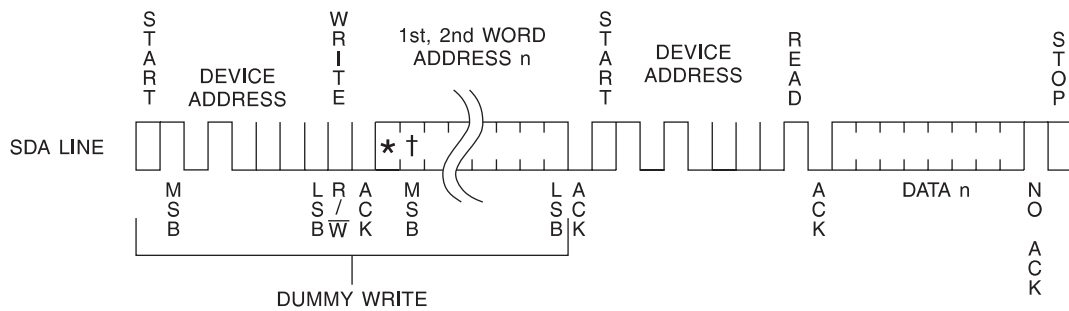 START
WRITE
1st, 2nd WORD
ADDRESS n
START
DEVICE
ADDRESS
READ
STOP
DEVICE
ADDRESS
SDA LINE
* †
MSB
LSB
R/W̅
ACK
MSB
LSB
ACK
ACK
DATA n
NO ACK
DUMMY WRITE